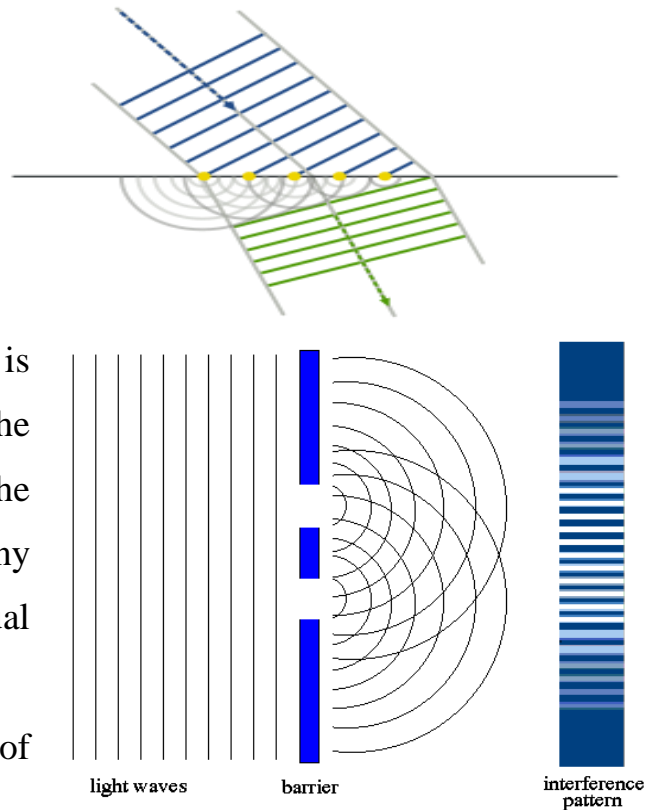 is
he
he
ny
al
of
light waves
barrier
interference
pattern